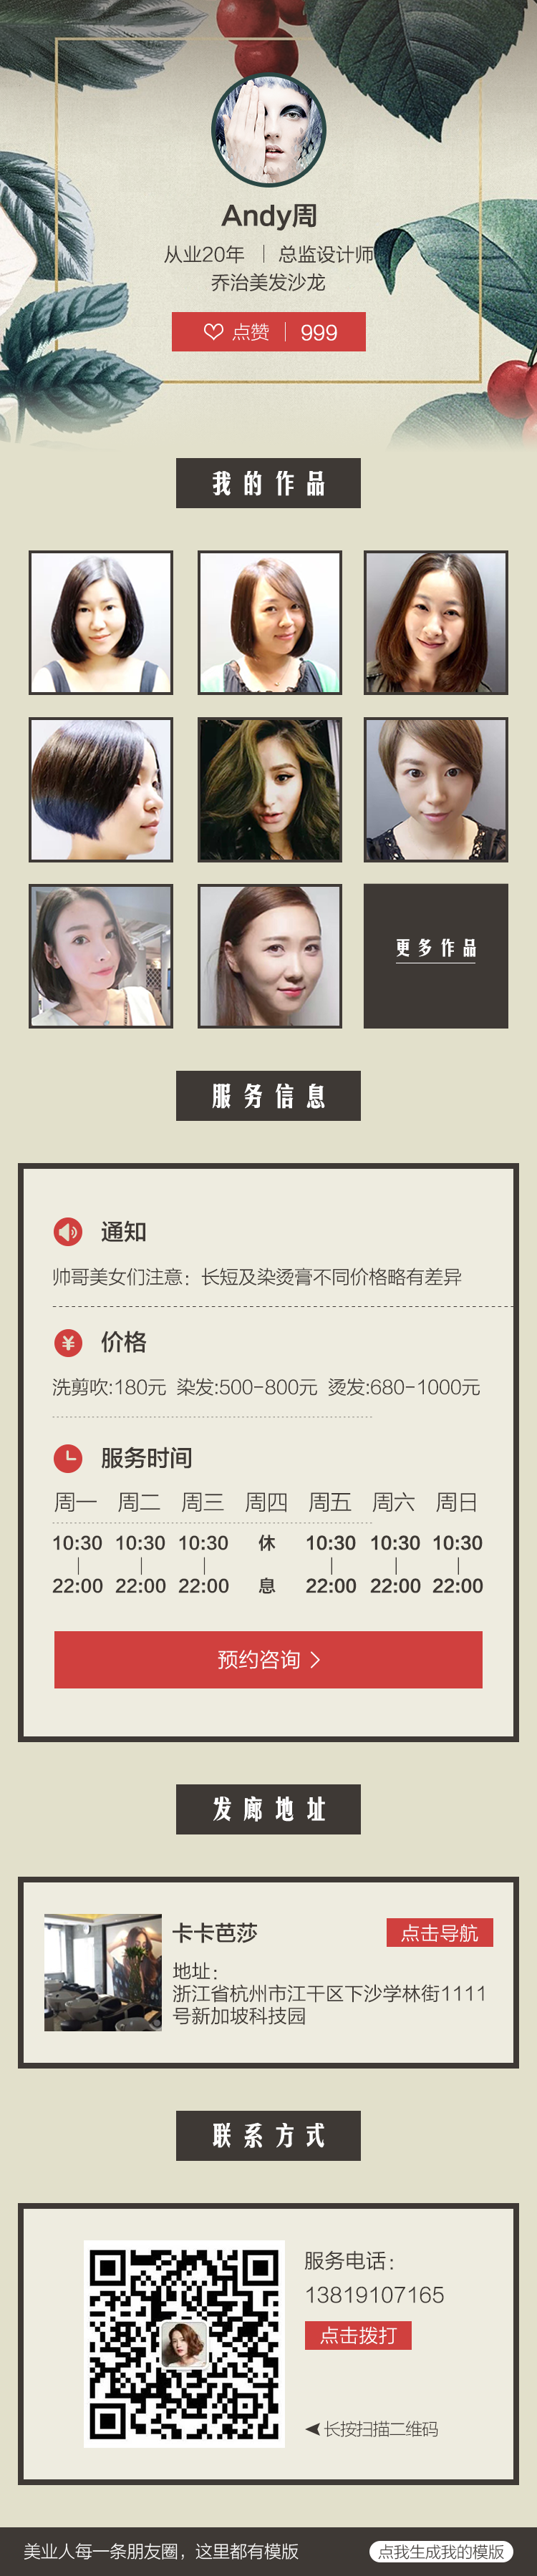 Andy周
从业20年 | 总监设计师
乔治美发沙龙
点赞 | 999
我的作品
更多作品
服务信息
通知
帅哥美女们注意：长短及染烫膏不同价格略有差异
价格
洗剪吹:180元 染发:500-800元 烫发:680-1000元
服务时间
周一 周二 周三 周四 周五 周六 周日
10:30 10:30 10:30 休 10:30 10:30 10:30
22:00 22:00 22:00 息 22:00 22:00 22:00
预约咨询 >
发廊地址
卡卡芭莎
点击导航
地址：
浙江省杭州市江干区下沙学林街1111
号新加坡科技园
联系方式
服务电话：
13819107165
点击拨打
长按扫描二维码
美业人每一条朋友圈，这里都有模版
点我生成我的模版